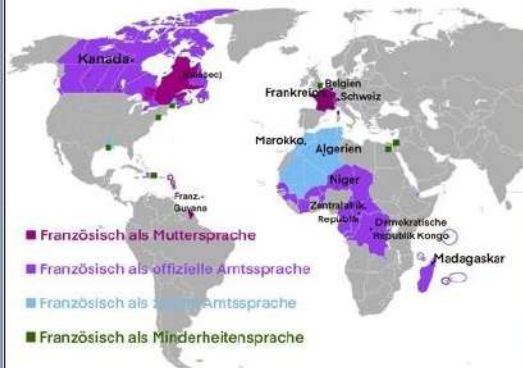 Kanada
(Québec)
Belgien
Frankreich
Schweiz
Marokko,
Algerien
Niger
Franz.-
Guyana
Zentralafrik.
Republik
Demokratische
Republik Kongo
Madagaskar
Französisch als Muttersprache
Französisch als offizielle Amtssprache
Französisch als Amtssprache
Französisch als Minderheitensprache